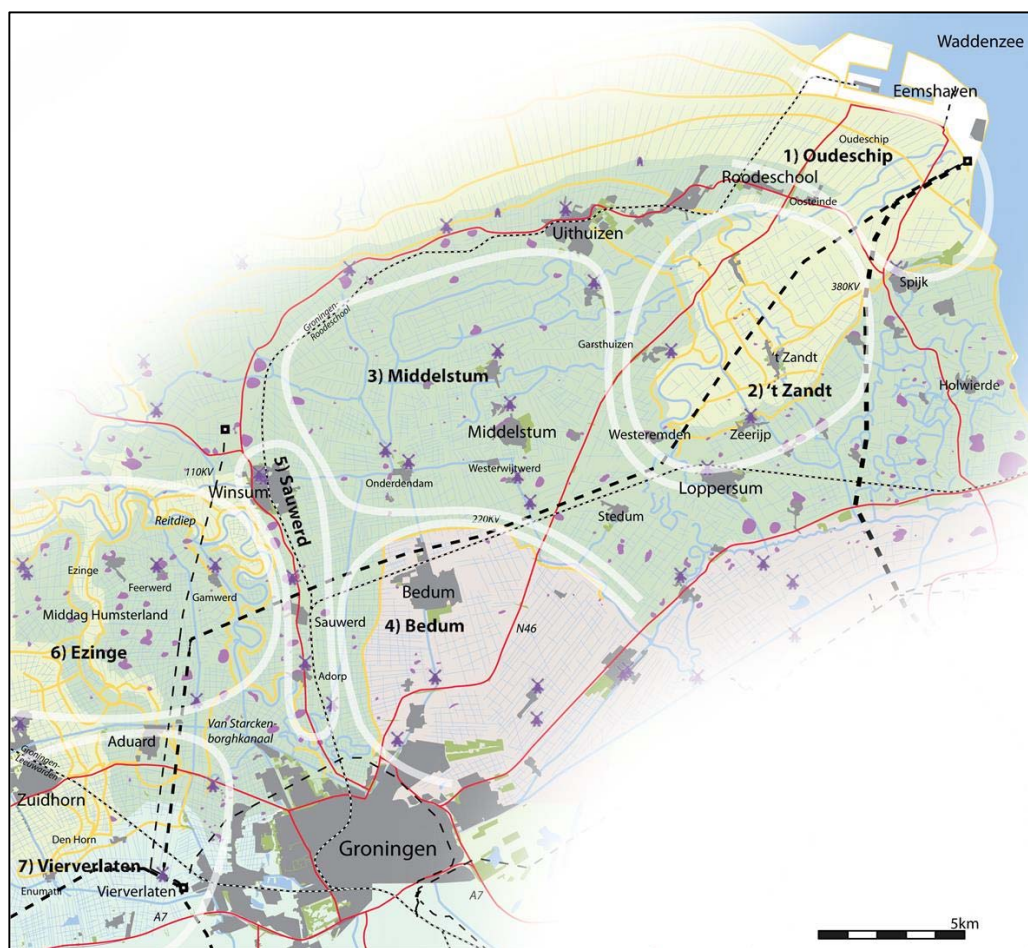 Waddenzee
Eemshaven
Oudeschip
1) Oudeschip
Roodeschool
Oosteinde
Uithuizen
380KV
Spijk
Groningen-
Roodeschool
Garsthuizen
't Zandt
3) Middelstum
2) 't Zandt
Holwierde
Middelstum
Westeremden
Zeerijp
110KV
5) Sauwerd
Westerwijtwerd
Onderdendam
Loppersum
Winsum
Reitdiep
220KV
Stedum
Ezinge
Feerwerd
Gamwerd
Bedum
Middag Humsterland
Sauwerd
4) Bedum
N46
6) Ezinge
Adorp
Van Starcken-
borghkanaal
Aduard
Groningen-
Leeuwarden
Zuidhorn
Den Horn
Groningen
7) Vierverlaten
Enumatil
Vierverlaten
A7
A7
5km